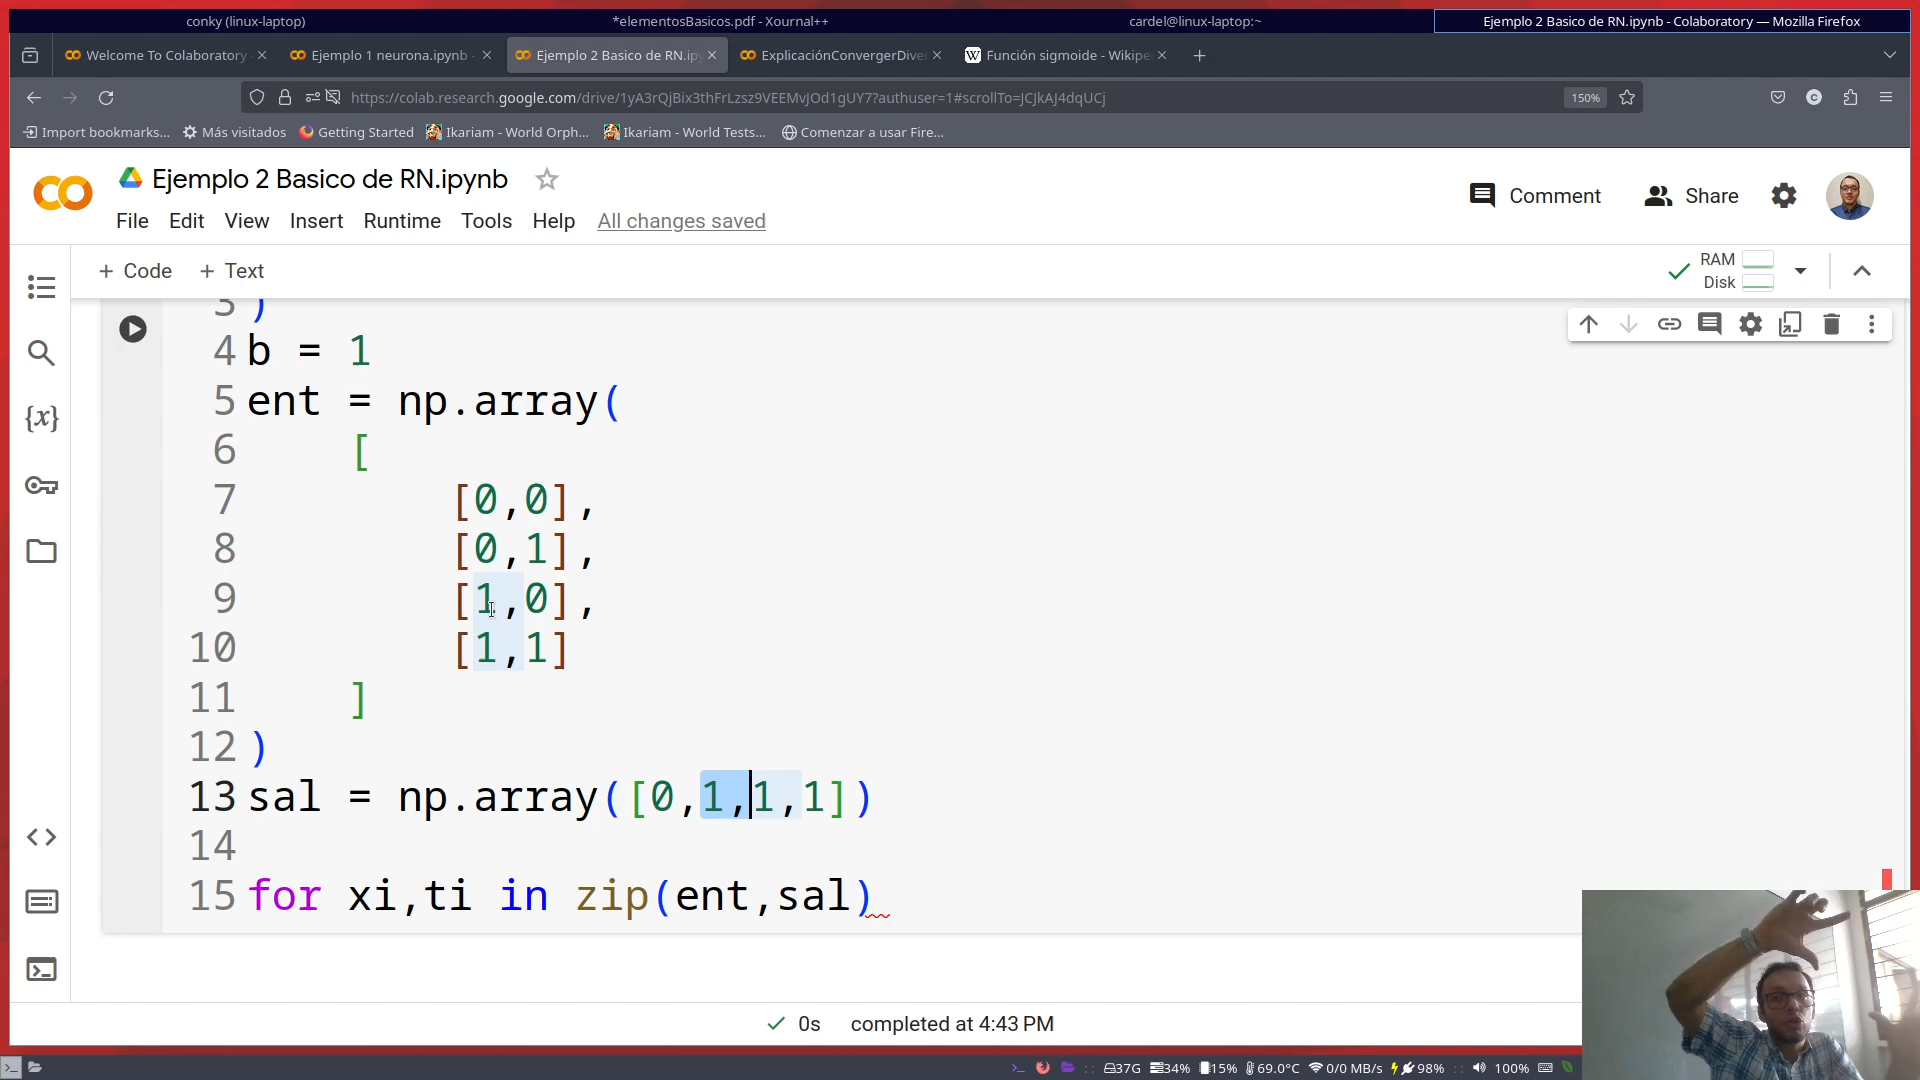 conky (linux-laptop)
*elementosBasicos.pdf - Xournal++
cardel@linux-laptop:~
Ejemplo 2 Basico de RN.ipynb - Colaboratory — Mozilla Firefox
Welcome To Colaboratory
Ejemplo 1 neurona.ipynb -
Ejemplo 2 Basico de RN.ipy
ExplicaciónConvergerDive
Función sigmoide - Wikipe
https://colab.research.google.com/drive/1yA3rQjBix3thFrLzsz9VEEMvJOd1gUY7?authuser=1#scrollTo=JCJkAJ4dqUCj
150%
Import bookmarks...
Más visitados
Getting Started
Ikariam - World Orph...
Ikariam - World Tests...
Comenzar a usar Fire...
Ejemplo 2 Basico de RN.ipynb
Comment
Share
File Edit View Insert Runtime Tools Help All changes saved
+ Code + Text
RAM
Disk
3 )
4 b = 1
5 ent = np.array(
6 [
7 [0,0],
8 [0,1],
9 [1,0],
10 [1,1]
11 ]
12 )
13 sal = np.array([0,1,1,1])
14
15 for xi,ti in zip(ent,sal)
0s completed at 4:43 PM
37G 34% 15% 69.0°C 0/0 MB/s 98% 100%